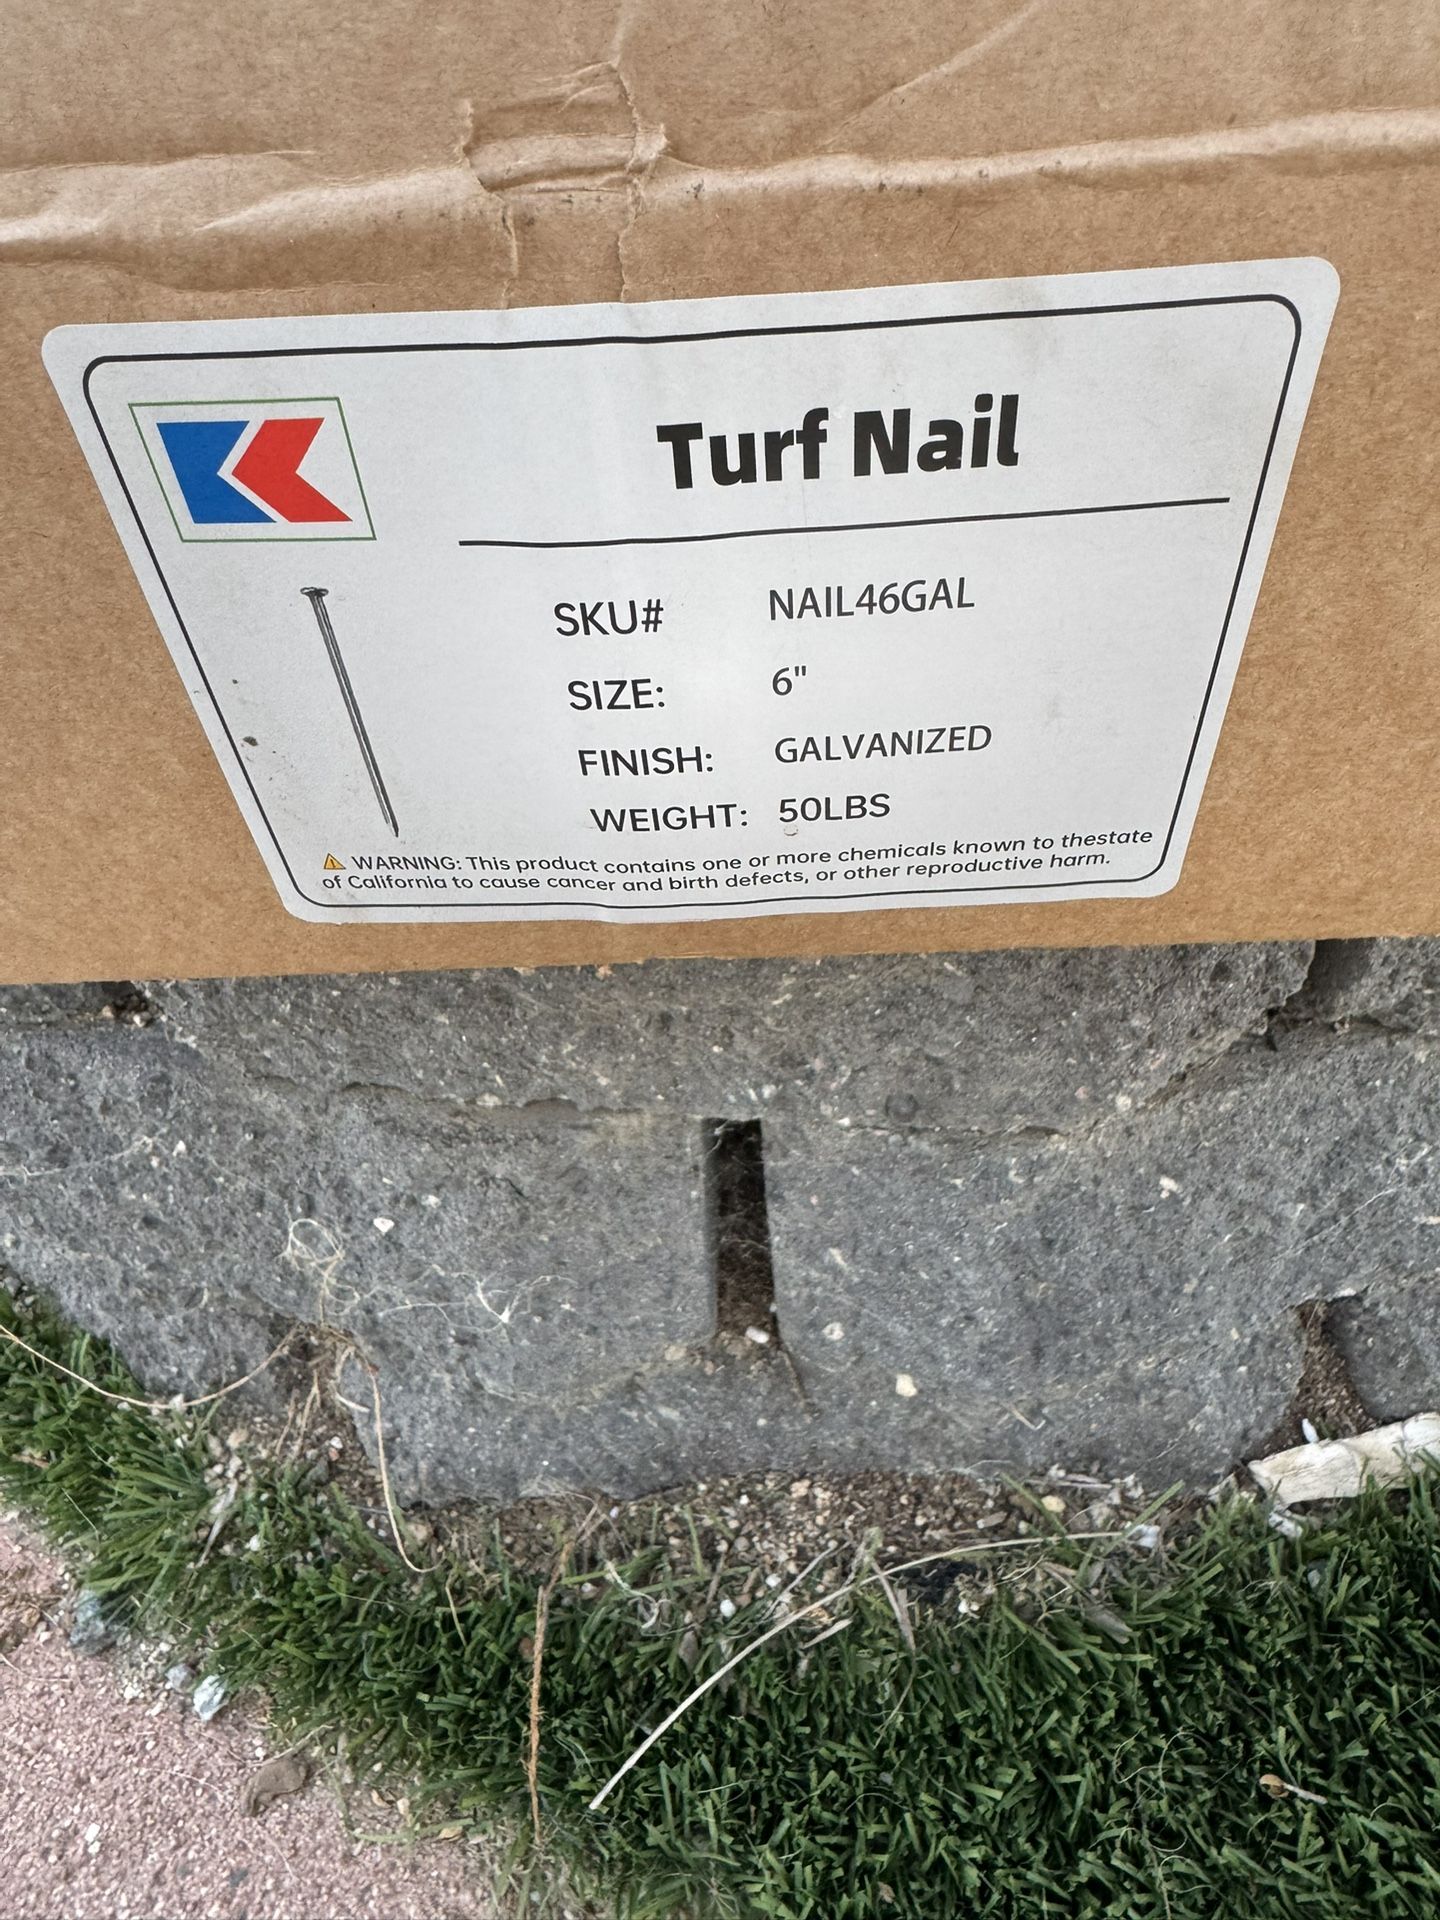 Turf Nail
SKU# NAIL46GAL
SIZE: 6"
FINISH: GALVANIZED
WEIGHT: 50LBS
⚠ WARNING: This product contains one or more chemicals known to thestate
of California to cause cancer and birth defects, or other reproductive harm.